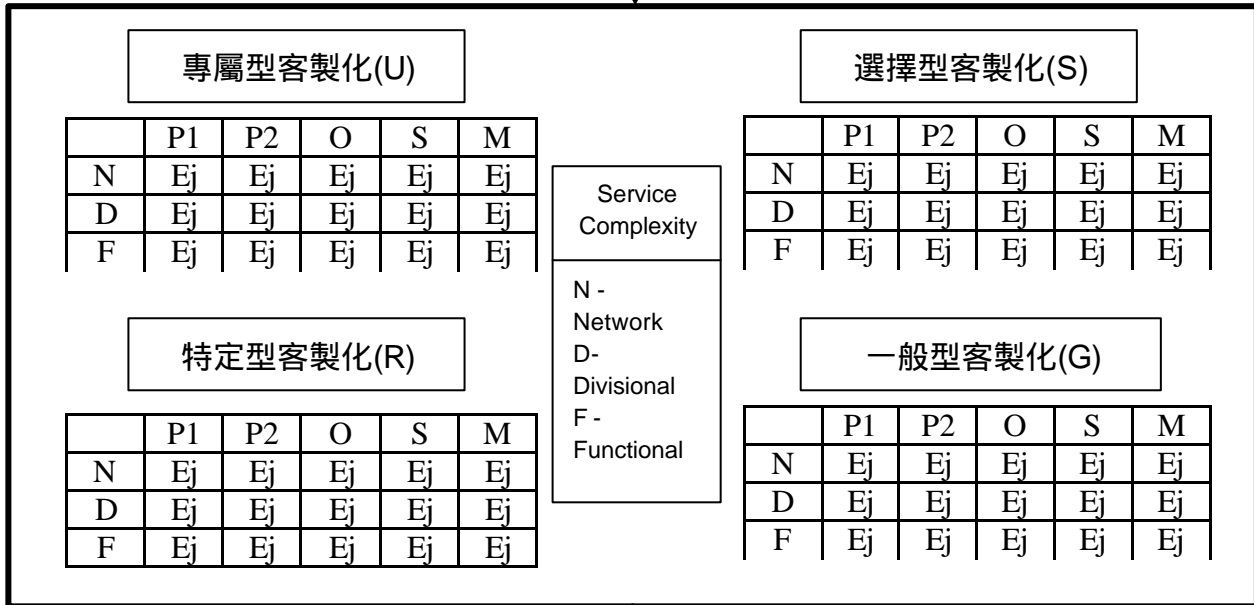 專屬型客製化(U)
P1 P2 O S M
N Ej Ej Ej Ej Ej
D Ej Ej Ej Ej Ej
F Ej Ej Ej Ej Ej
選擇型客製化(S)
P1 P2 O S M
N Ej Ej Ej Ej Ej
D Ej Ej Ej Ej Ej
F Ej Ej Ej Ej Ej
Service
Complexity
N -
Network
D-
Divisional
F -
Functional
特定型客製化(R)
P1 P2 O S M
N Ej Ej Ej Ej Ej
D Ej Ej Ej Ej Ej
F Ej Ej Ej Ej Ej
一般型客製化(G)
P1 P2 O S M
N Ej Ej Ej Ej Ej
D Ej Ej Ej Ej Ej
F Ej Ej Ej Ej Ej